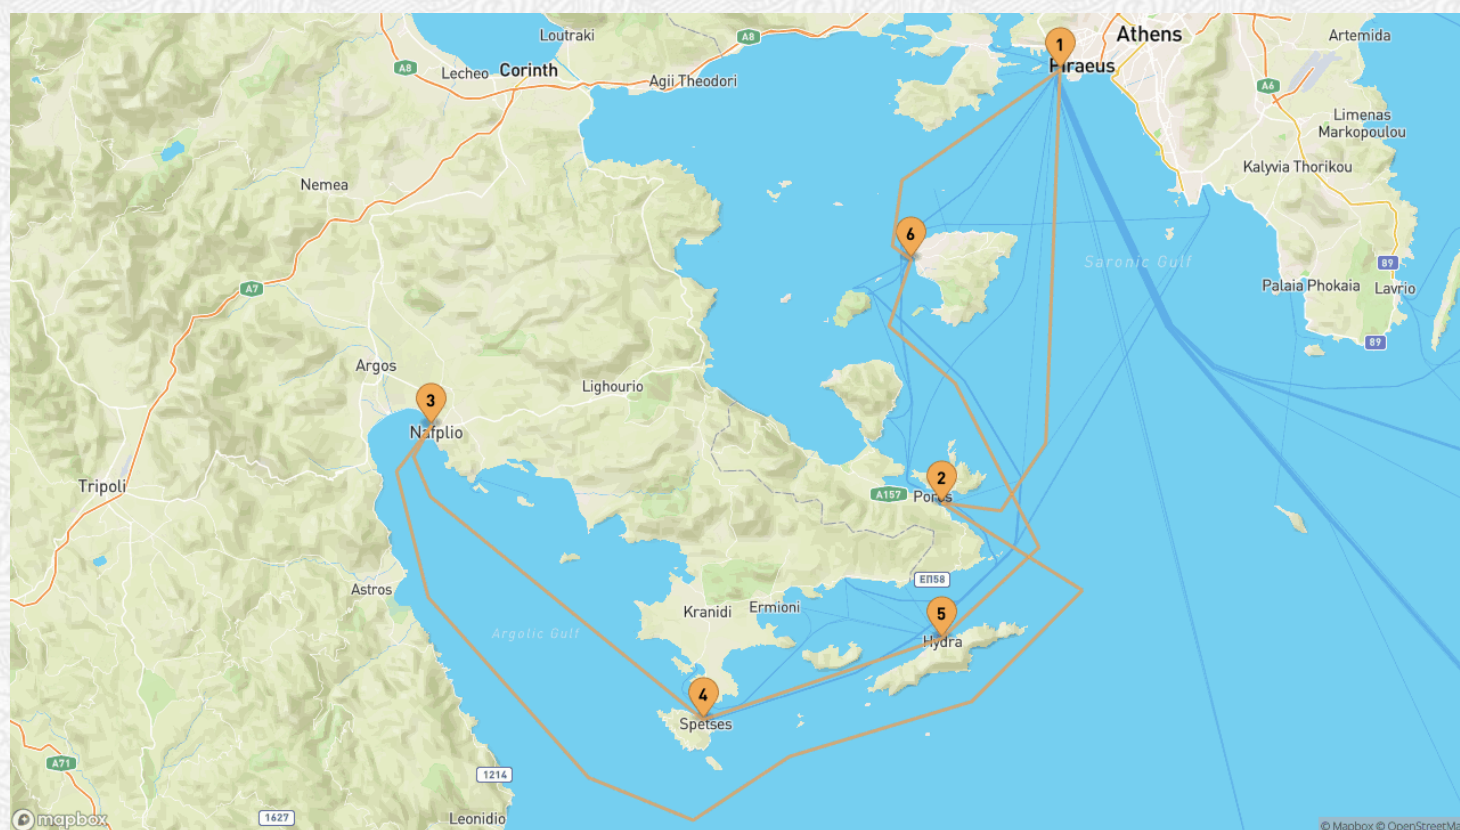 Athens
Artemida
Loutraki
A8
1
Piraeus
A8
Lecheo
Corinth
Agii Theodori
A6
Limenas
Markopoulou
Kalyvia Thorikou
Nemea
6
Saronic Gulf
89
A7
Palaia Phokaia
Lavrio
89
Argos
Lighourio
3
Nafplio
Tripoli
2
A157
Poros
ΕΠ58
Astros
Kranidi
Ermioni
5
Argolic Gulf
Hydra
4
Spetses
A71
1214
1627
Leonidio
mapbox
© Mapbox © OpenStreetMa